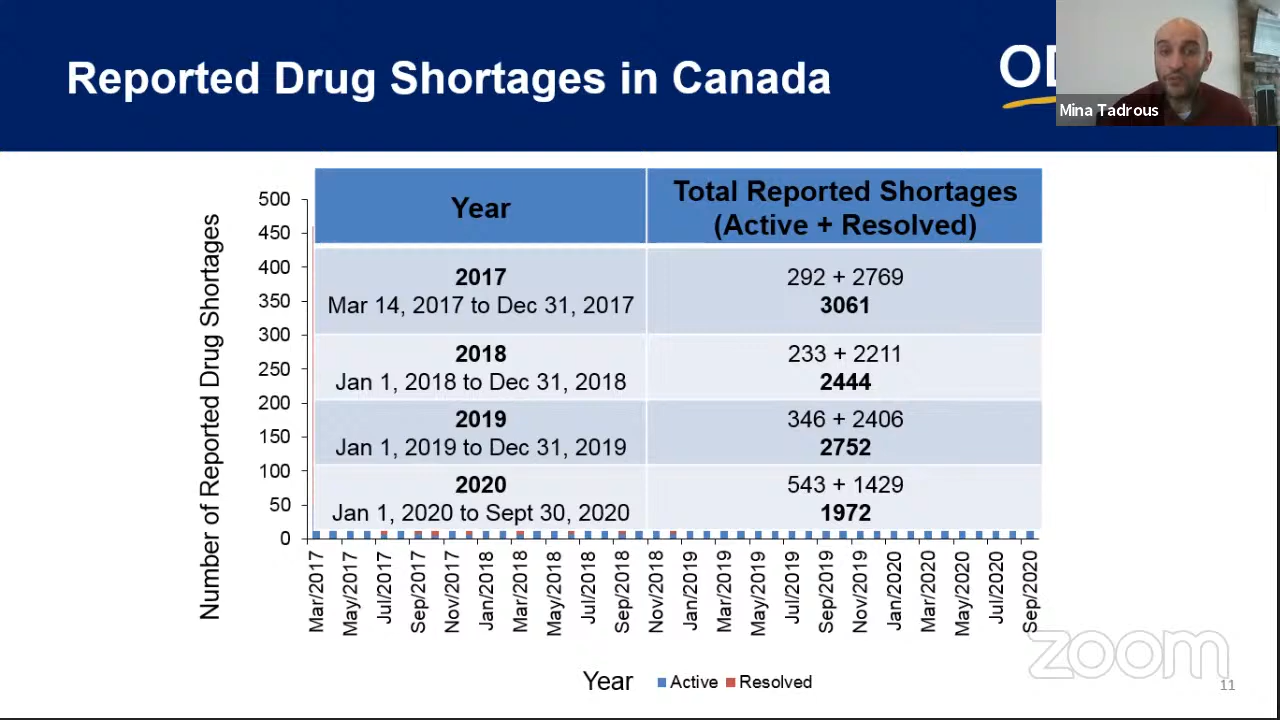 Reported Drug Shortages in Canada
Mina Tadrous
Number of Reported Drug Shortages
500
450
400
350
300
250
200
150
100
50
0
Year
Total Reported Shortages
(Active + Resolved)
2017
Mar 14, 2017 to Dec 31, 2017
292 + 2769
3061
2018
Jan 1, 2018 to Dec 31, 2018
233 + 2211
2444
2019
Jan 1, 2019 to Dec 31, 2019
346 + 2406
2752
2020
Jan 1, 2020 to Sept 30, 2020
543 + 1429
1972
Mar/2017
May/2017
Jul/2017
Sep/2017
Nov/2017
Jan/2018
Mar/2018
May/2018
Jul/2018
Sep/2018
Nov/2018
Jan/2019
Mar/2019
May/2019
Jul/2019
Sep/2019
Nov/2019
Jan/2020
Mar/2020
May/2020
Jul/2020
Sep/2020
Year
Active
Resolved
zoom
11